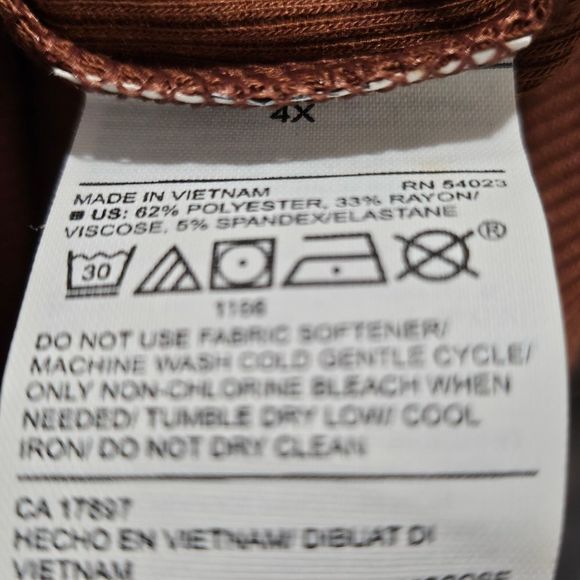 4X
MADE IN VIETNAM RN 54023
US: 62% POLYESTER, 33% RAYON/
VISCOSE, 5% SPANDEX/ELASTANE
30 ®
DO NOT USE FABRIC SOFTENER/
MACHINE WASH COLD GENTLE CYCLE/
ONLY NON-CHLORINE BLEACH WHEN
NEEDED/ TUMBLE DRY LOW/ COOL
IRON/ DO NOT DRY CLEAN
CA 17897
HECHO EN VIETNAM/ DIBUAT DI
VIETNAM